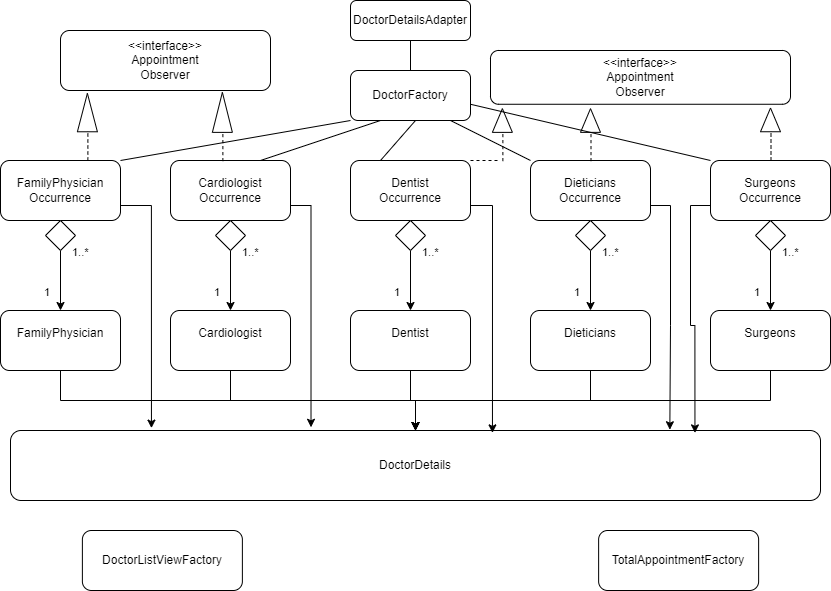 DoctorDetailsAdapter
<<interface>>
Appointment
Observer
<<interface>>
Appointment
Observer
DoctorFactory
FamilyPhysician
Occurrence
Cardiologist
Occurrence
Dentist
Occurrence
Dieticians
Occurrence
Surgeons
Occurrence
1..*
1..*
1..*
1..*
1..*
1
1
1
1
1
FamilyPhysician
Cardiologist
Dentist
Dieticians
Surgeons
DoctorDetails
DoctorListViewFactory
TotalAppointmentFactory